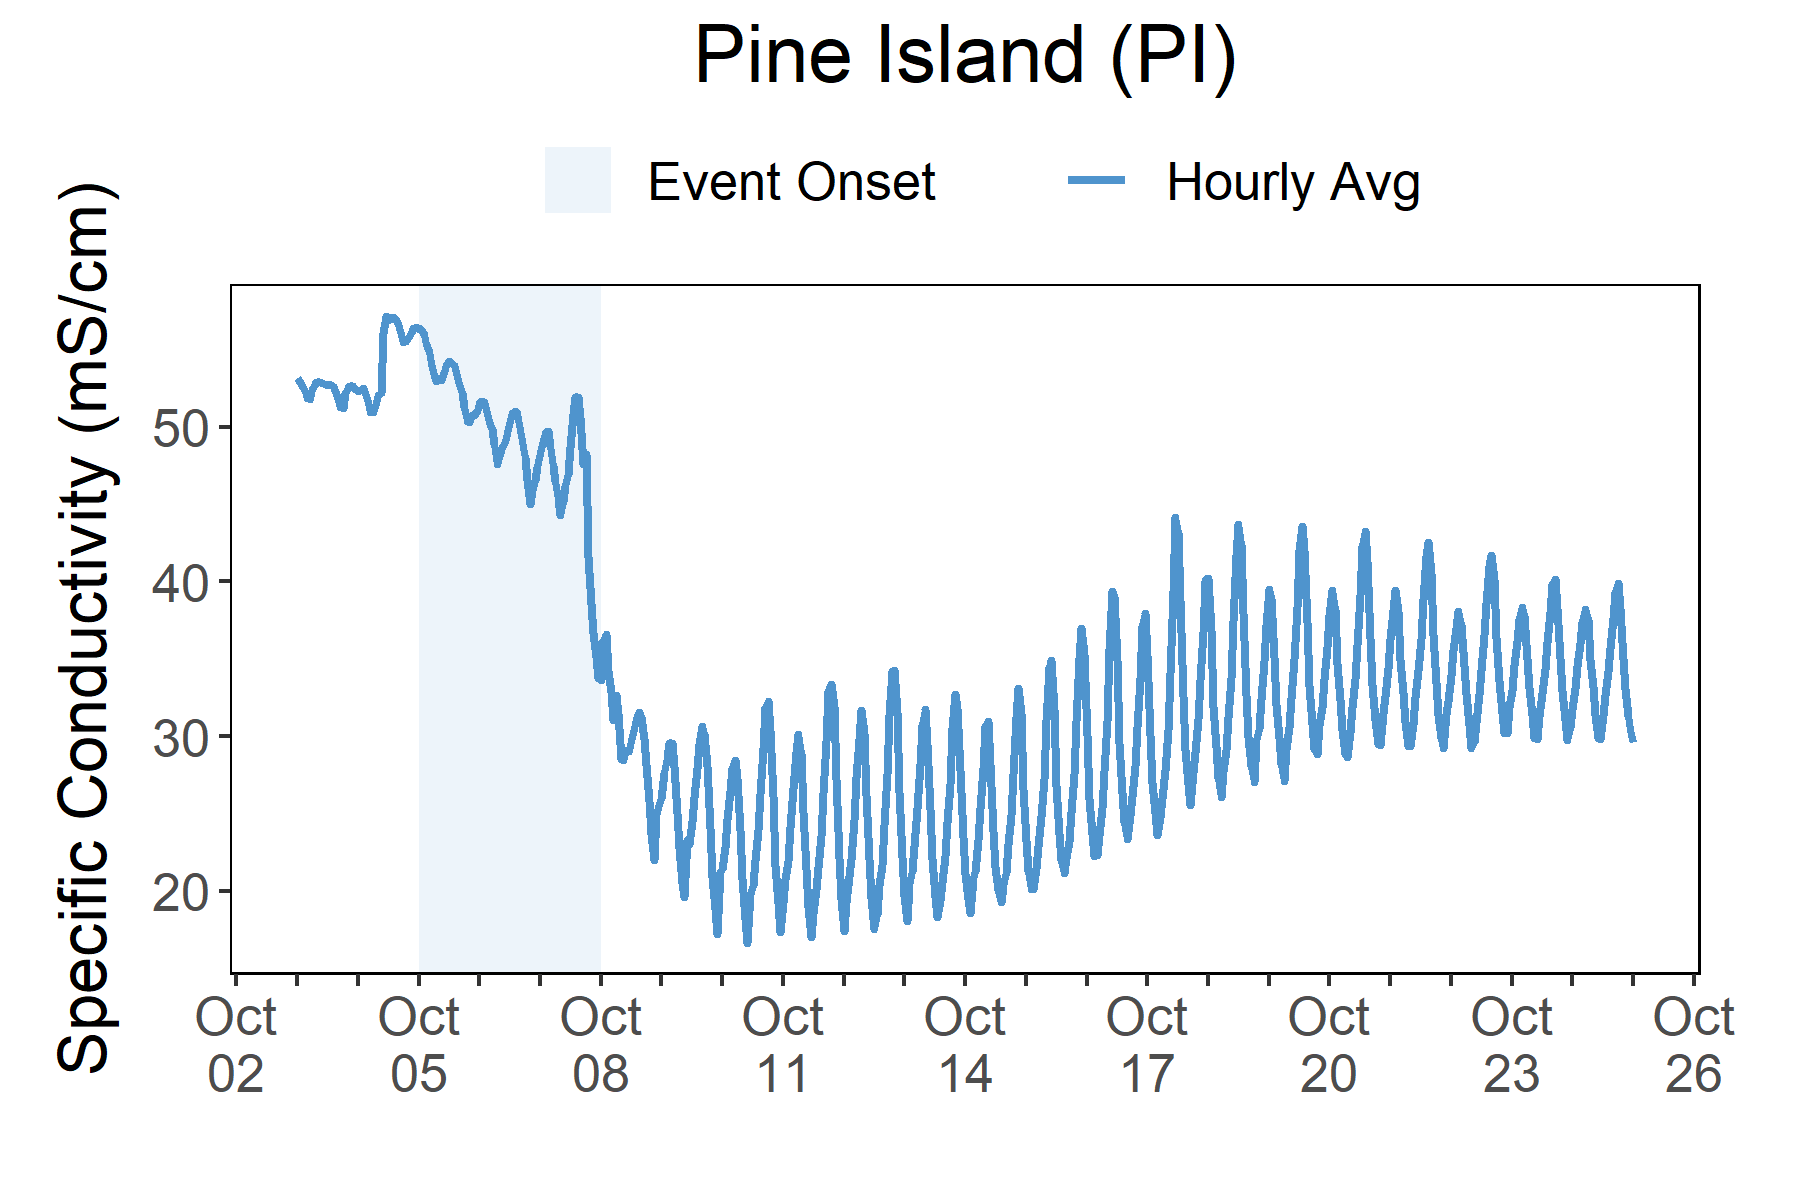 Pine Island (PI)
Event Onset
Hourly Avg
Specific Conductivity (mS/cm)
50
40
30
20
Oct 02
Oct 05
Oct 08
Oct 11
Oct 14
Oct 17
Oct 20
Oct 23
Oct 26